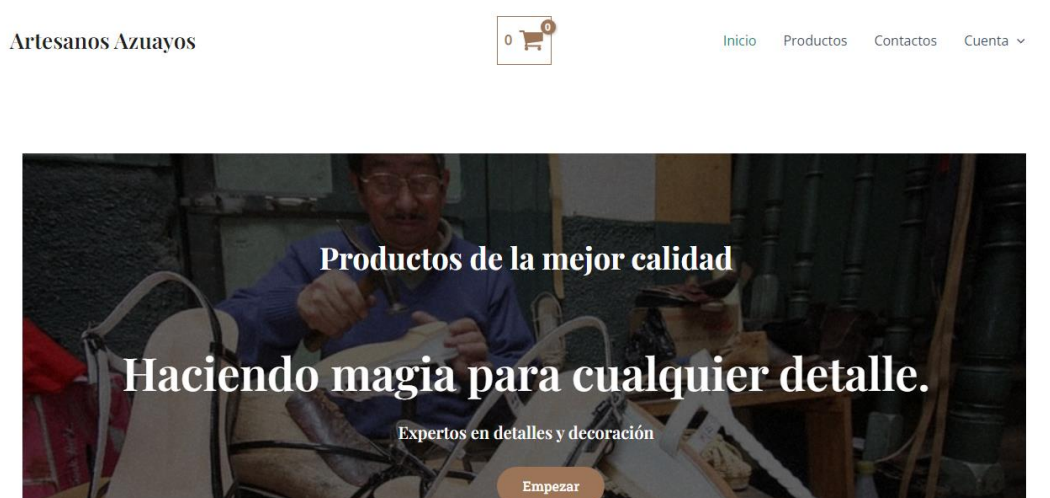 Artesanos Azuayos
0
0
Inicio Productos Contactos Cuenta
Productos de la mejor calidad
Haciendo magia para cualquier detalle.
Expertos en detalles y decoración
Empezar